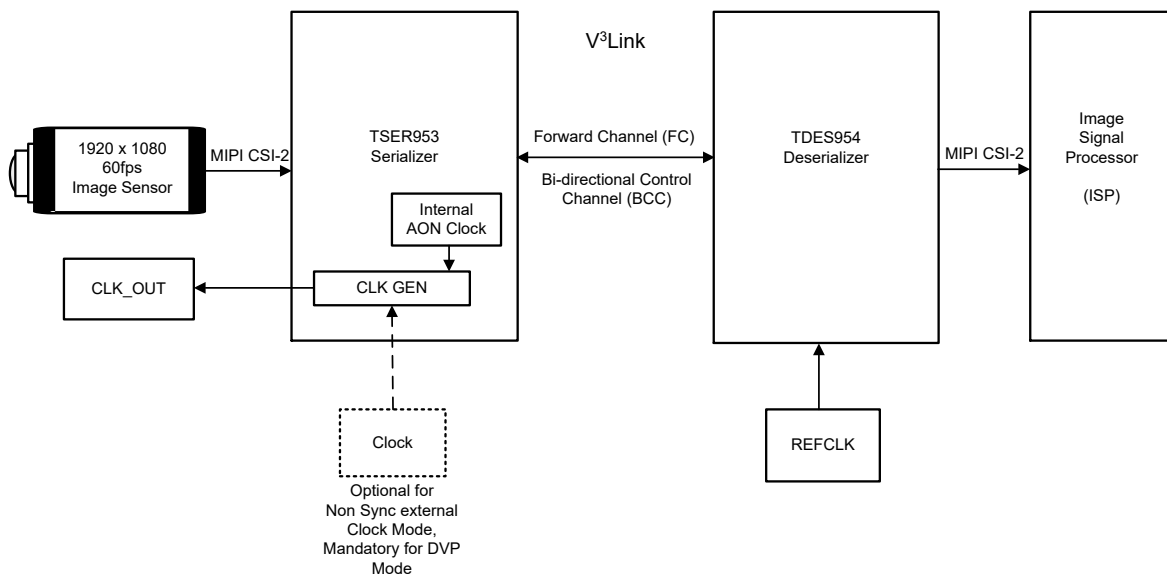 V³Link
1920 x 1080
60fps
Image Sensor
MIPI CSI-2
TSER953
Serializer
Forward Channel (FC)
Bi-directional Control
Channel (BCC)
TDES954
Deserializer
MIPI CSI-2
Image
Signal
Processor
(ISP)
Internal
AON Clock
CLK_OUT
CLK GEN
Clock
REFCLK
Optional for
Non Sync external
Clock Mode,
Mandatory for DVP
Mode